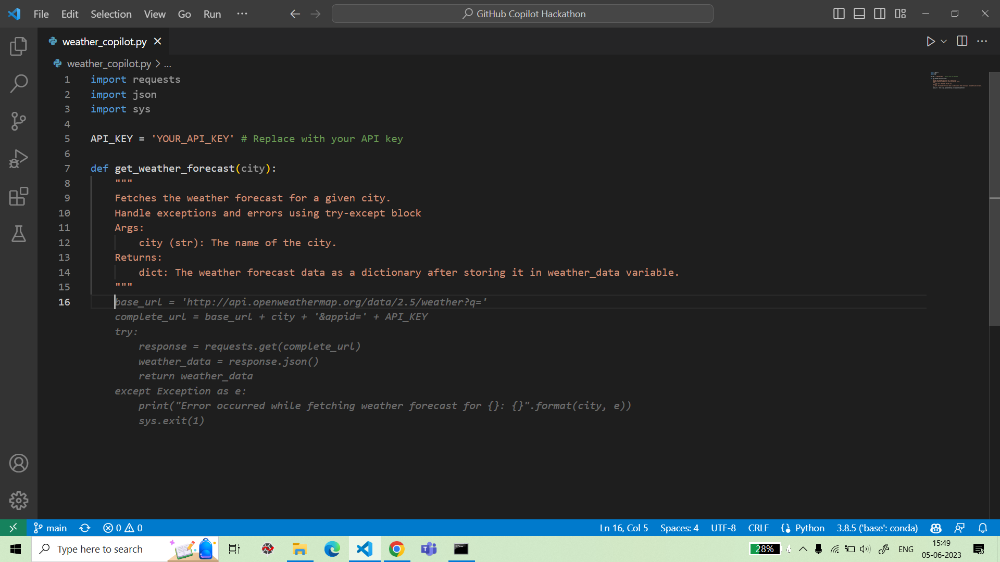 File Edit Selection View Go Run ··· GitHub Copilot Hackathon
weather_copilot.py
weather_copilot.py > ...
1 import requests
2 import json
3 import sys
4
5 API_KEY = 'YOUR_API_KEY' # Replace with your API key
6
7 def get_weather_forecast(city):
8 """
9 Fetches the weather forecast for a given city.
10 Handle exceptions and errors using try-except block
11 Args:
12 city (str): The name of the city.
13 Returns:
14 dict: The weather forecast data as a dictionary after storing it in weather_data variable.
15 """
16 base_url = 'http://api.openweathermap.org/data/2.5/weather?q='
complete_url = base_url + city + '&appid=' + API_KEY
try:
response = requests.get(complete_url)
weather_data = response.json()
return weather_data
except Exception as e:
print("Error occurred while fetching weather forecast for {}: {}".format(city, e))
sys.exit(1)
main 0 0 Ln 16, Col 5 Spaces: 4 UTF-8 CRLF Python 3.8.5 ('base': conda)
Type here to search 28% ENG 15:49
05-06-2023